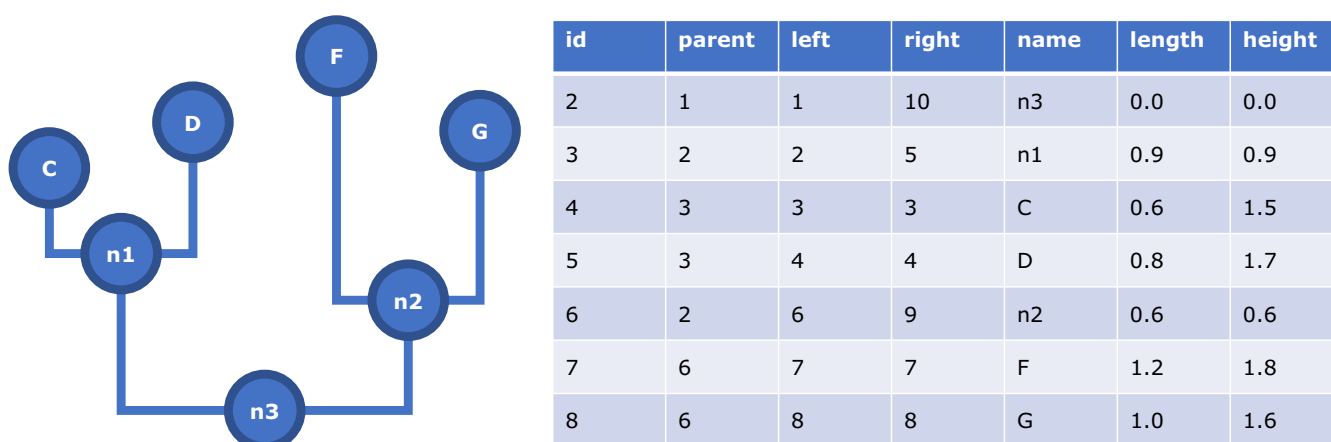 F
D
G
C
n1
n2
n3
id parent left right name length height
2 1 1 10 n3 0.0 0.0
3 2 2 5 n1 0.9 0.9
4 3 3 3 C 0.6 1.5
5 3 4 4 D 0.8 1.7
6 2 6 9 n2 0.6 0.6
7 6 7 7 F 1.2 1.8
8 6 8 8 G 1.0 1.6